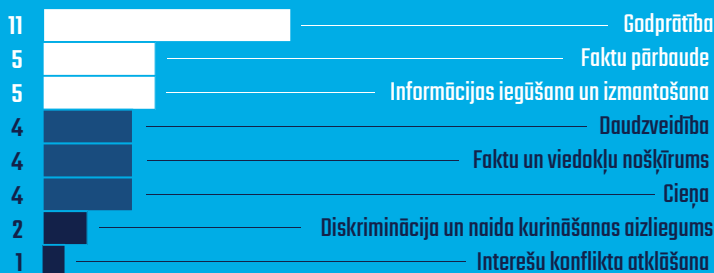 11 Godprātība
5 Faktu pārbaude
5 Informācijas iegūšana un izmantošana
4 Daudzveidība
4 Faktu un viedokļu nošķīrums
4 Cieņa
2 Diskriminācija un naida kurināšanas aizliegums
1 Interešu konflikta atklāšana